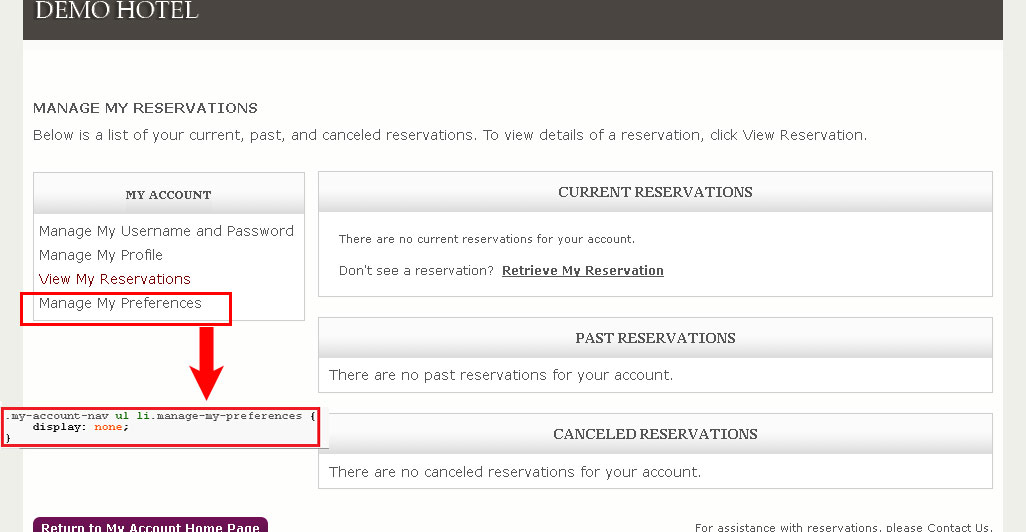 DEMO HOTEL
MANAGE MY RESERVATIONS
Below is a list of your current, past, and canceled reservations. To view details of a reservation, click View Reservation.
MY ACCOUNT
Manage My Username and Password
Manage My Profile
View My Reservations
Manage My Preferences
.my-account-nav ul li.manage-my-preferences {
display: none;
}
CURRENT RESERVATIONS
There are no current reservations for your account.
Don't see a reservation? Retrieve My Reservation
PAST RESERVATIONS
There are no past reservations for your account.
CANCELED RESERVATIONS
There are no canceled reservations for your account.
Return to My Account Home Page
For assistance with reservations, please Contact Us.